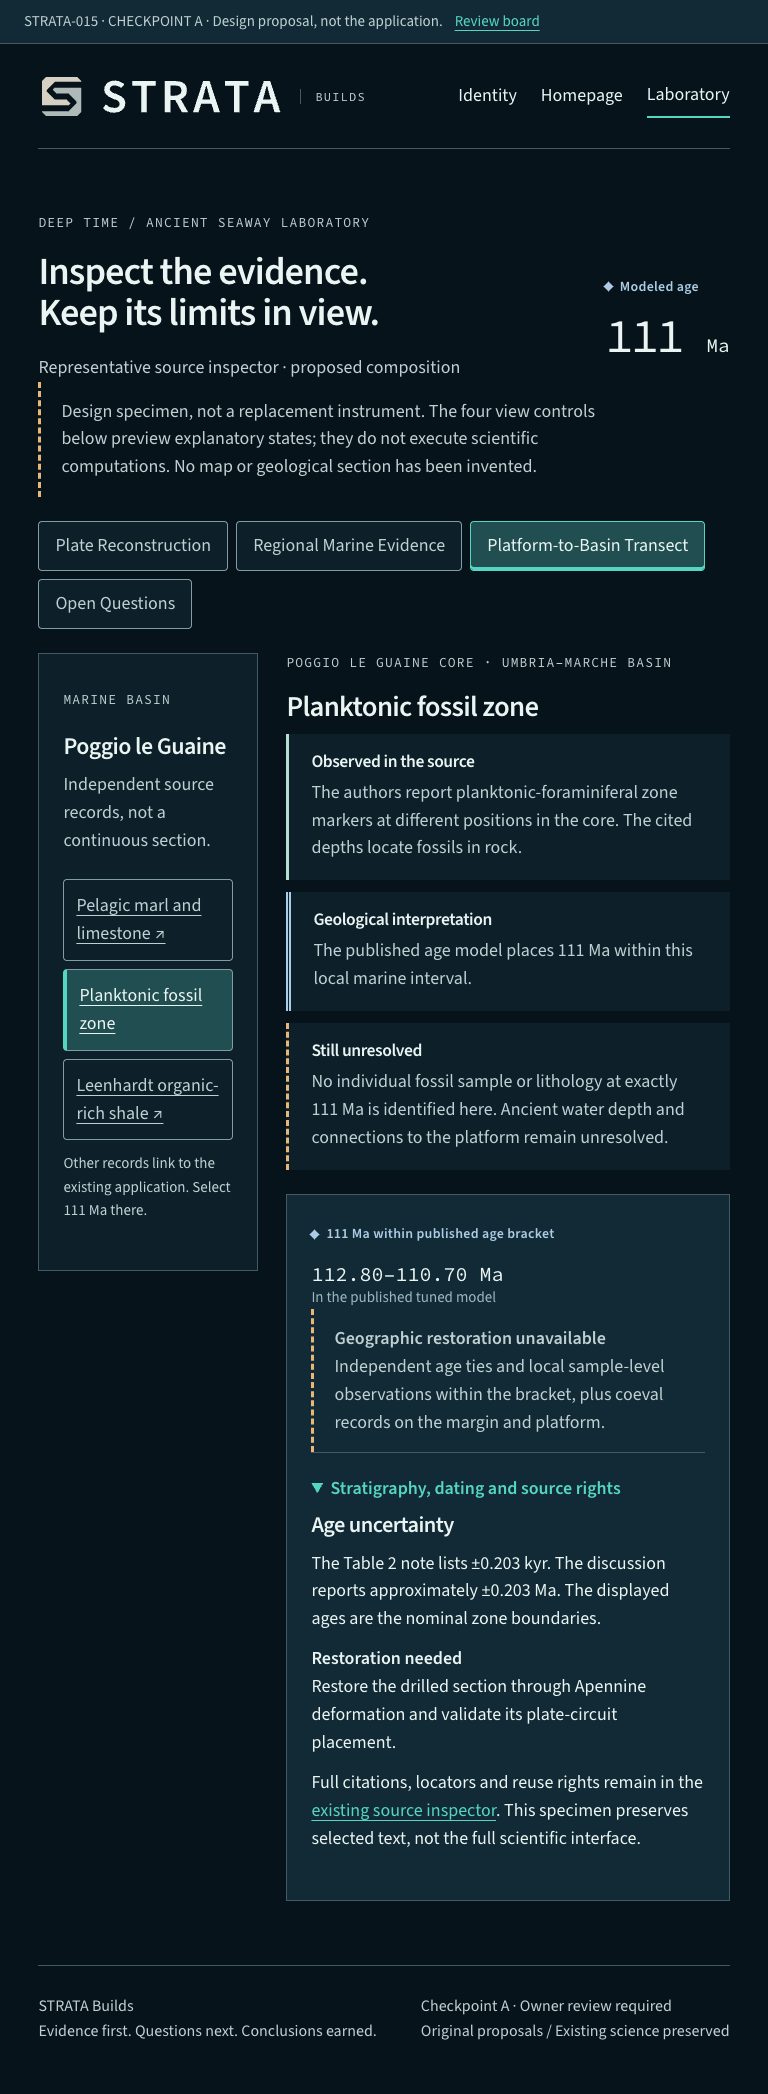 STRATA-015 · CHECKPOINT A · Design proposal, not the application. Review board
STRATA BUILDS
Identity Homepage Laboratory
DEEP TIME / ANCIENT SEAWAY LABORATORY
Inspect the evidence.
Keep its limits in view.
Representative source inspector · proposed composition
◆ Modeled age
111 Ma
Design specimen, not a replacement instrument. The four view controls
below preview explanatory states; they do not execute scientific
computations. No map or geological section has been invented.
Plate Reconstruction
Regional Marine Evidence
Platform-to-Basin Transect
Open Questions
MARINE BASIN
Poggio le Guaine
Independent source
records, not a
continuous section.
Pelagic marl and
limestone ↗
Planktonic fossil
zone
Leenhardt organic-
rich shale ↗
Other records link to the
existing application. Select
111 Ma there.
POGGIO LE GUAINE CORE · UMBRIA–MARCHE BASIN
Planktonic fossil zone
Observed in the source
The authors report planktonic-foraminiferal zone
markers at different positions in the core. The cited
depths locate fossils in rock.
Geological interpretation
The published age model places 111 Ma within this
local marine interval.
Still unresolved
No individual fossil sample or lithology at exactly
111 Ma is identified here. Ancient water depth and
connections to the platform remain unresolved.
◆ 111 Ma within published age bracket
112.80–110.70 Ma
In the published tuned model
Geographic restoration unavailable
Independent age ties and local sample-level
observations within the bracket, plus coeval
records on the margin and platform.
▼ Stratigraphy, dating and source rights
Age uncertainty
The Table 2 note lists ±0.203 kyr. The discussion
reports approximately ±0.203 Ma. The displayed
ages are the nominal zone boundaries.
Restoration needed
Restore the drilled section through Apennine
deformation and validate its plate-circuit
placement.
Full citations, locators and reuse rights remain in the
existing source inspector. This specimen preserves
selected text, not the full scientific interface.
STRATA Builds
Evidence first. Questions next. Conclusions earned.
Checkpoint A · Owner review required
Original proposals / Existing science preserved